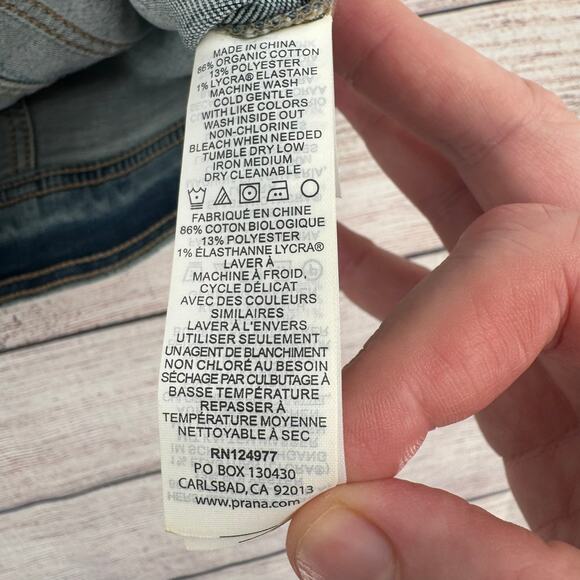 MADE IN CHINA
86% ORGANIC COTTON
13% POLYESTER
1% LYCRA® ELASTANE
MACHINE WASH
COLD GENTLE
WITH LIKE COLORS
WASH INSIDE OUT
NON-CHLORINE
BLEACH WHEN NEEDED
TUMBLE DRY LOW
IRON MEDIUM
DRY CLEANABLE
FABRIQUÉ EN CHINE
86% COTON BIOLOGIQUE
13% POLYESTER
1% ÉLASTHANNE LYCRA®
LAVER À
MACHINE À FROID,
CYCLE DÉLICAT
AVEC DES COULEURS
SIMILAIRES
LAVER À L'ENVERS
UTILISER SEULEMENT
UN AGENT DE BLANCHIMENT
NON CHLORÉ AU BESOIN
SÉCHAGE PAR CULBUTAGE À
BASSE TEMPÉRATURE
REPASSER À
TEMPÉRATURE MOYENNE
NETTOYABLE À SEC
RN124977
PO BOX 130430
CARLSBAD, CA 92013
www.prana.com